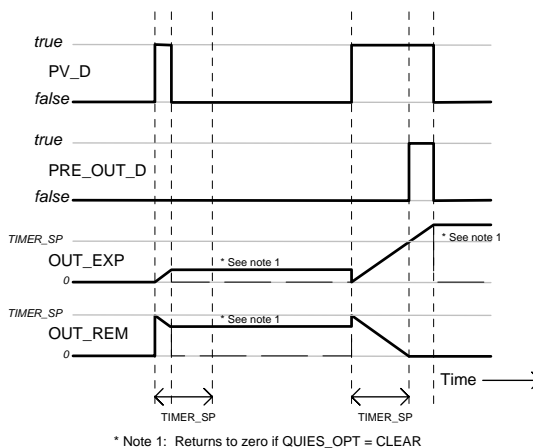 true
PV_D
false
true
PRE_OUT_D
false
TIMER_SP
* See note 1
OUT_EXP
* See note 1
0
TIMER_SP
OUT_REM
* See note 1
0
Time
TIMER_SP
TIMER_SP
* Note 1: Returns to zero if QUIES_OPT = CLEAR